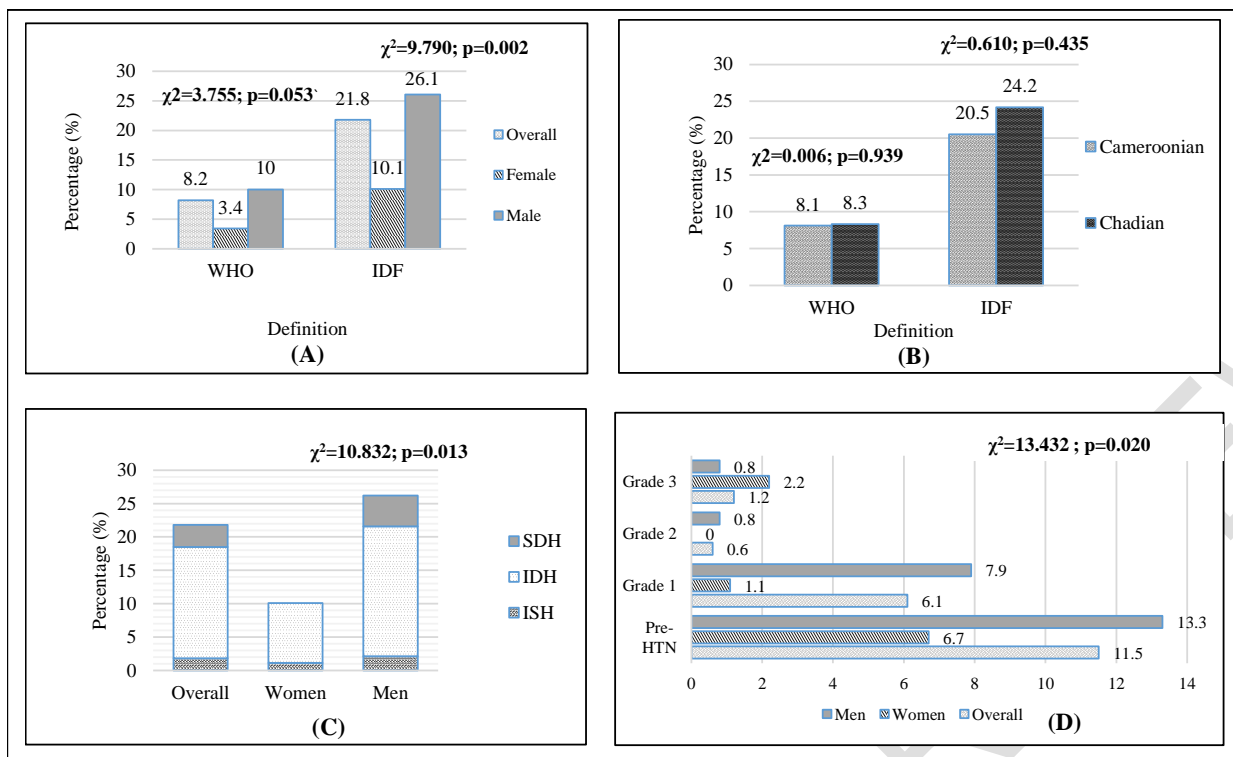 χ²=9.790; p=0.002
χ2=3.755; p=0.053`
Percentage (%)
30
25
20
15
10
5
0
8.2
3.4
10
21.8
10.1
26.1
WHO
IDF
Definition
Overall
Female
Male
(A)
χ²=0.610; p=0.435
χ2=0.006; p=0.939
Percentage (%)
30
25
20
15
10
5
0
8.1
8.3
20.5
24.2
WHO
IDF
Definition
Cameroonian
Chadian
(B)
χ²=10.832; p=0.013
Percentage (%)
30
25
20
15
10
5
0
Overall
Women
Men
SDH
IDH
ISH
(C)
χ²=13.432 ; p=0.020
Grade 3
0.8
2.2
1.2
Grade 2
0.8
0
0.6
Grade 1
7.9
1.1
6.1
Pre-
HTN
13.3
6.7
11.5
0 2 4 6 8 10 12 14
Men Women Overall
(D)